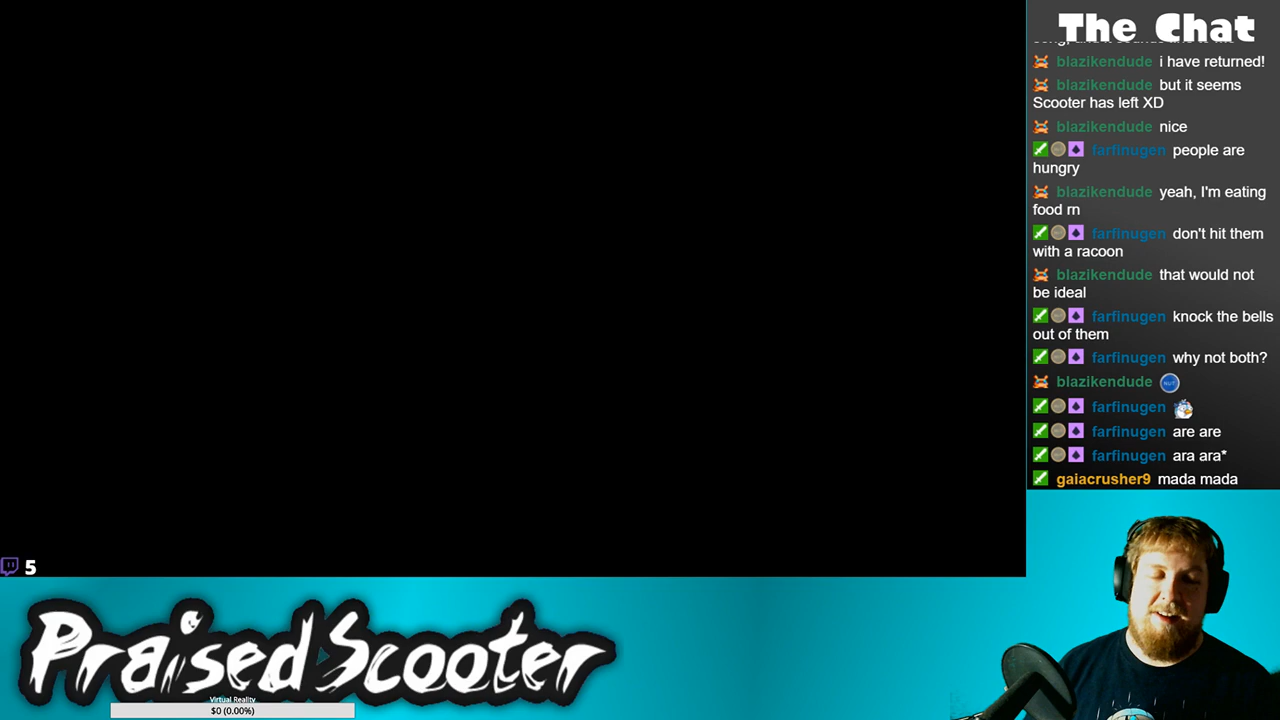 The Chat
blazikendude i have returned!
blazikendude but it seems
Scooter has left XD
blazikendude nice
farfinugen people are
hungry
blazikendude yeah, I'm eating
food rn
farfinugen don't hit them
with a racoon
blazikendude that would not
be ideal
farfinugen knock the bells
out of them
farfinugen why not both?
blazikendude NUT
farfinugen
farfinugen are are
farfinugen ara ara*
gaiacrusher9 mada mada
5
PraisedScooter
Virtual Reality
$0 (0.00%)